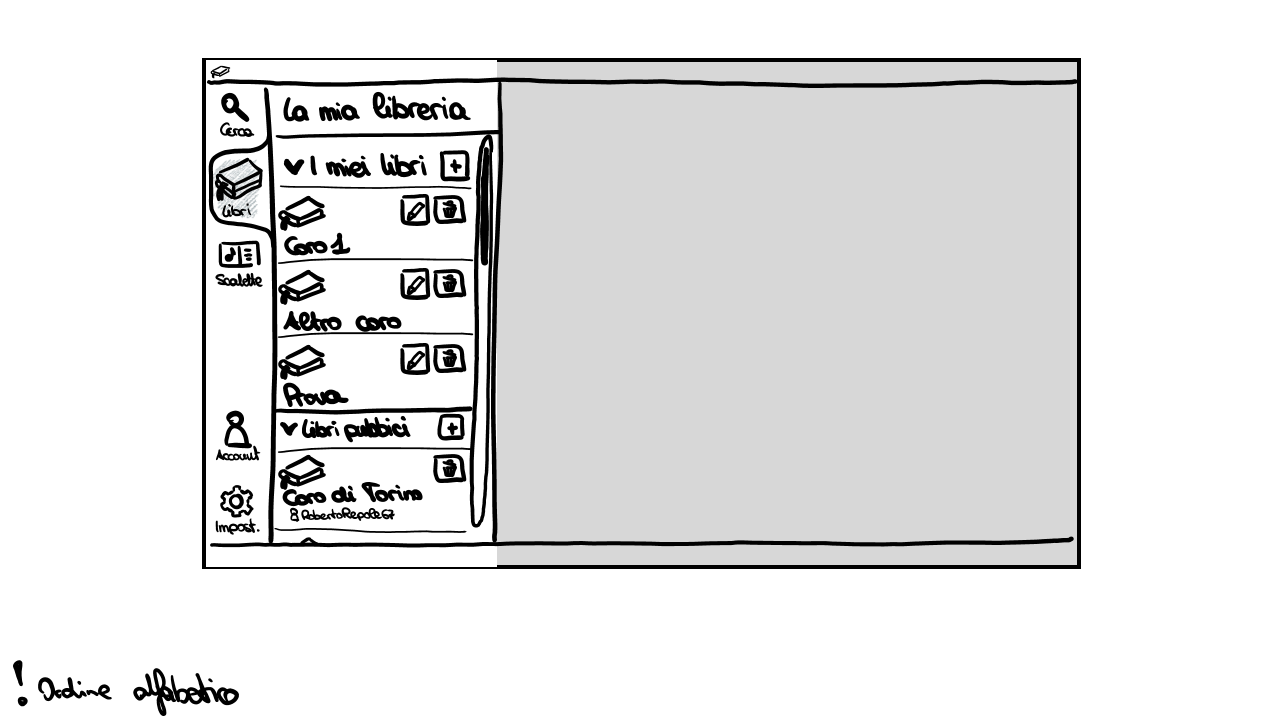 La mia libreria
Cerca
I miei libri
+
Libri
Coro 1
Scalette
Altro coro
Prova
Libri pubblici
+
Account
Coro di Torino
RobertoRepole67
Impost.
! Ordine alfabetico